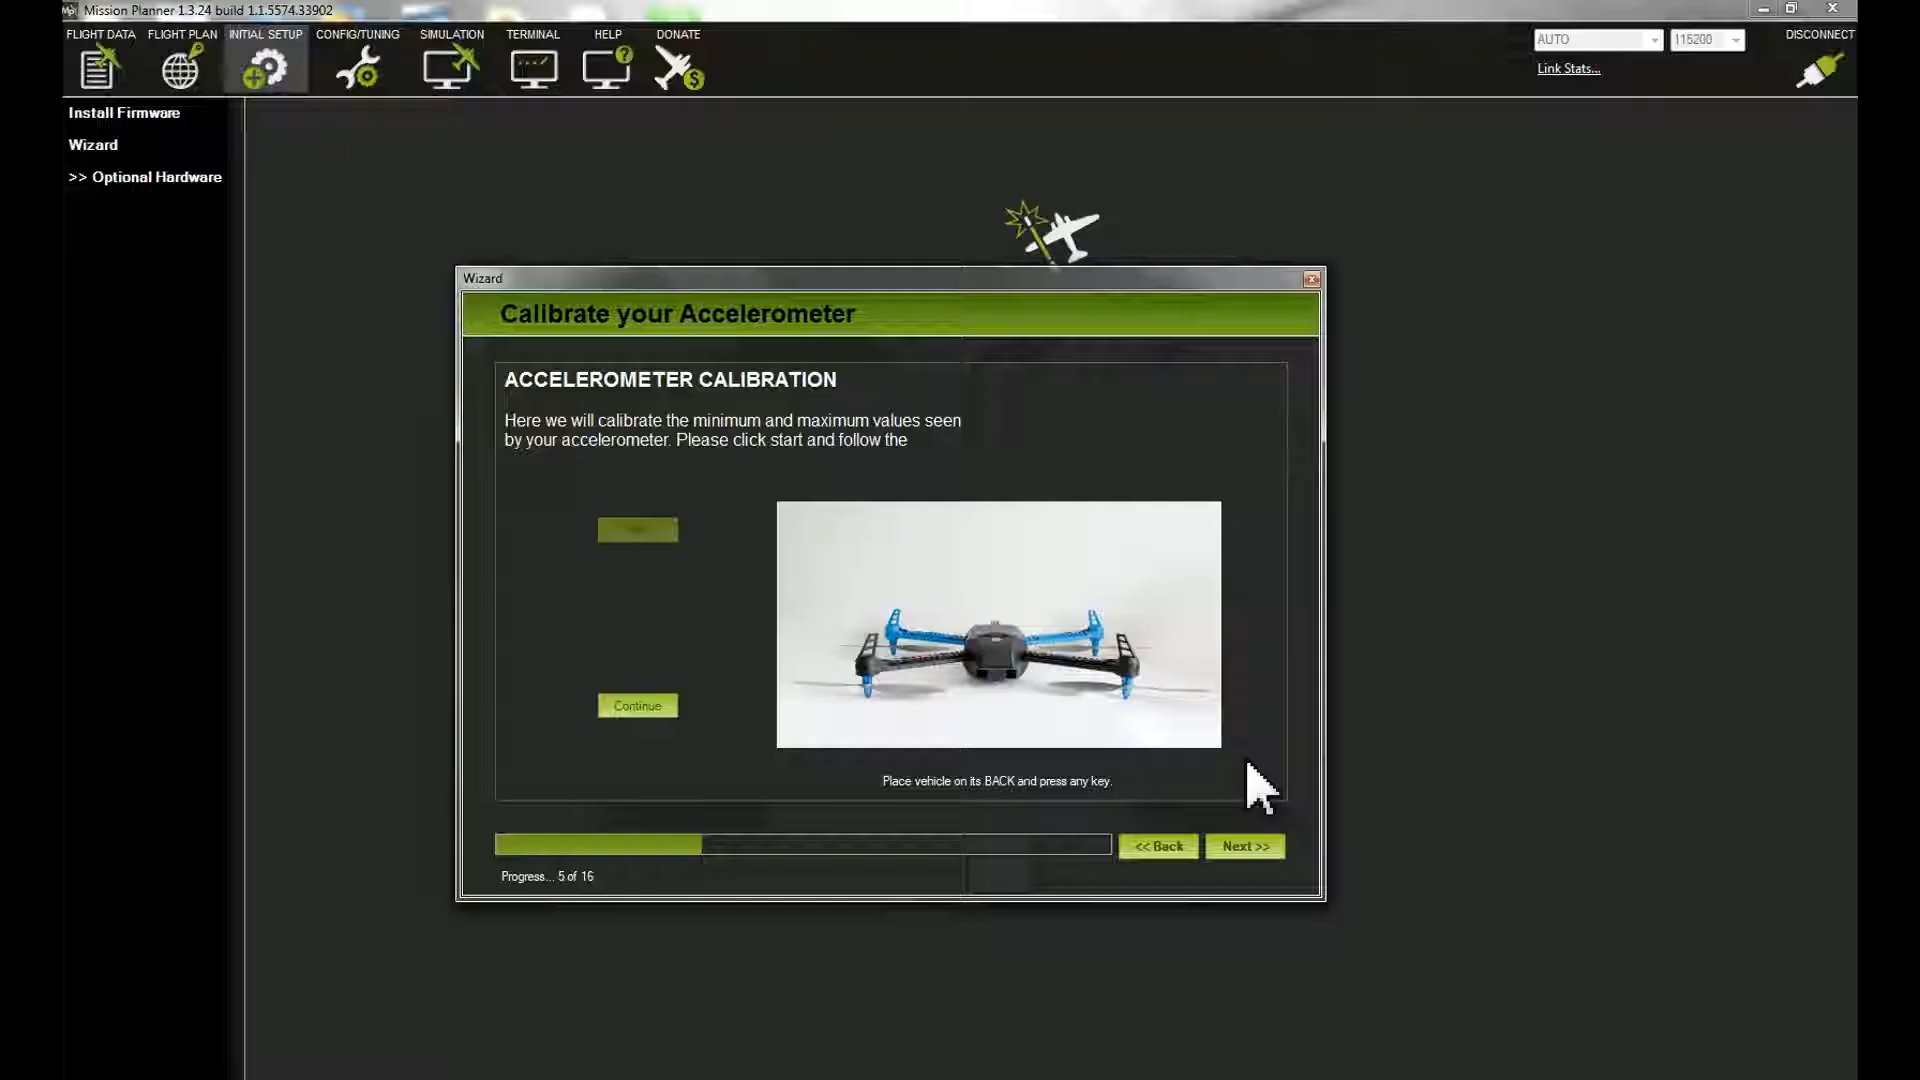 Mission Planner 1.3.24 build 1.1.5574.33902
FLIGHT DATA FLIGHT PLAN INITIAL SETUP CONFIG/TUNING SIMULATION TERMINAL HELP DONATE
AUTO 115200 DISCONNECT
Link Stats...
Install Firmware
Wizard
>> Optional Hardware
Wizard
Calibrate your Accelerometer
ACCELEROMETER CALIBRATION
Here we will calibrate the minimum and maximum values seen
by your accelerometer. Please click start and follow the
Continue
Place vehicle on its BACK and press any key.
<< Back Next >>
Progress... 5 of 16